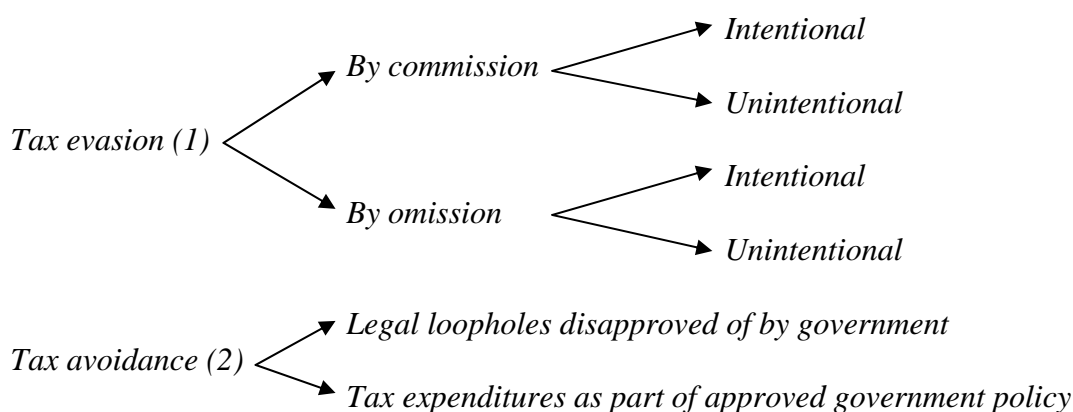 Intentional
By commission
Unintentional
Tax evasion (1)
Intentional
By omission
Unintentional
Legal loopholes disapproved of by government
Tax avoidance (2)
Tax expenditures as part of approved government policy